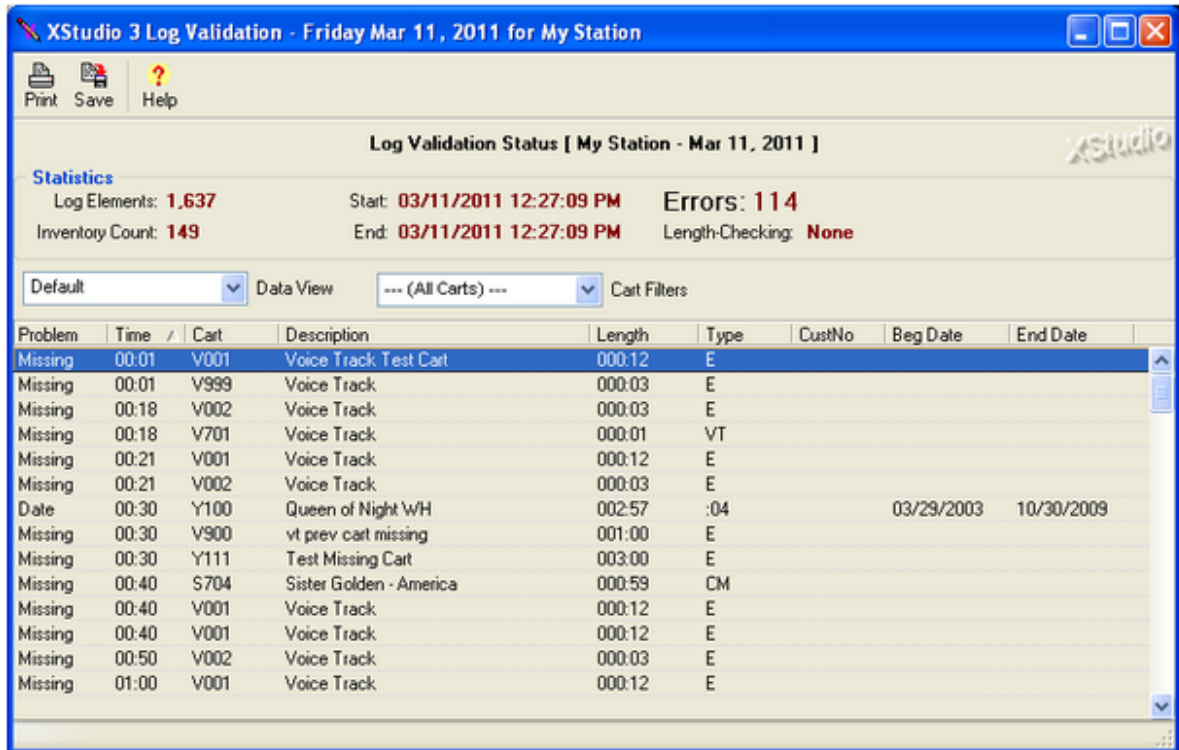 XStudio 3 Log Validation - Friday Mar 11, 2011 for My Station
Print Save Help
Log Validation Status [ My Station - Mar 11, 2011 ]
XStudio
Statistics
Log Elements: 1,637 Start: 03/11/2011 12:27:09 PM Errors: 114
Inventory Count: 149 End: 03/11/2011 12:27:09 PM Length-Checking: None
Default Data View --- (All Carts) --- Cart Filters
Problem Time Cart Description Length Type CustNo Beg Date End Date
Missing 00:01 V001 Voice Track Test Cart 000:12 E
Missing 00:01 V999 Voice Track 000:03 E
Missing 00:18 V002 Voice Track 000:03 E
Missing 00:18 V701 Voice Track 000:01 VT
Missing 00:21 V001 Voice Track 000:12 E
Missing 00:21 V002 Voice Track 000:03 E
Date 00:30 Y100 Queen of Night WH 002:57 :04 03/29/2003 10/30/2009
Missing 00:30 V900 vt prev cart missing 001:00 E
Missing 00:30 Y111 Test Missing Cart 003:00 E
Missing 00:40 S704 Sister Golden - America 000:59 CM
Missing 00:40 V001 Voice Track 000:12 E
Missing 00:40 V001 Voice Track 000:12 E
Missing 00:50 V002 Voice Track 000:03 E
Missing 01:00 V001 Voice Track 000:12 E